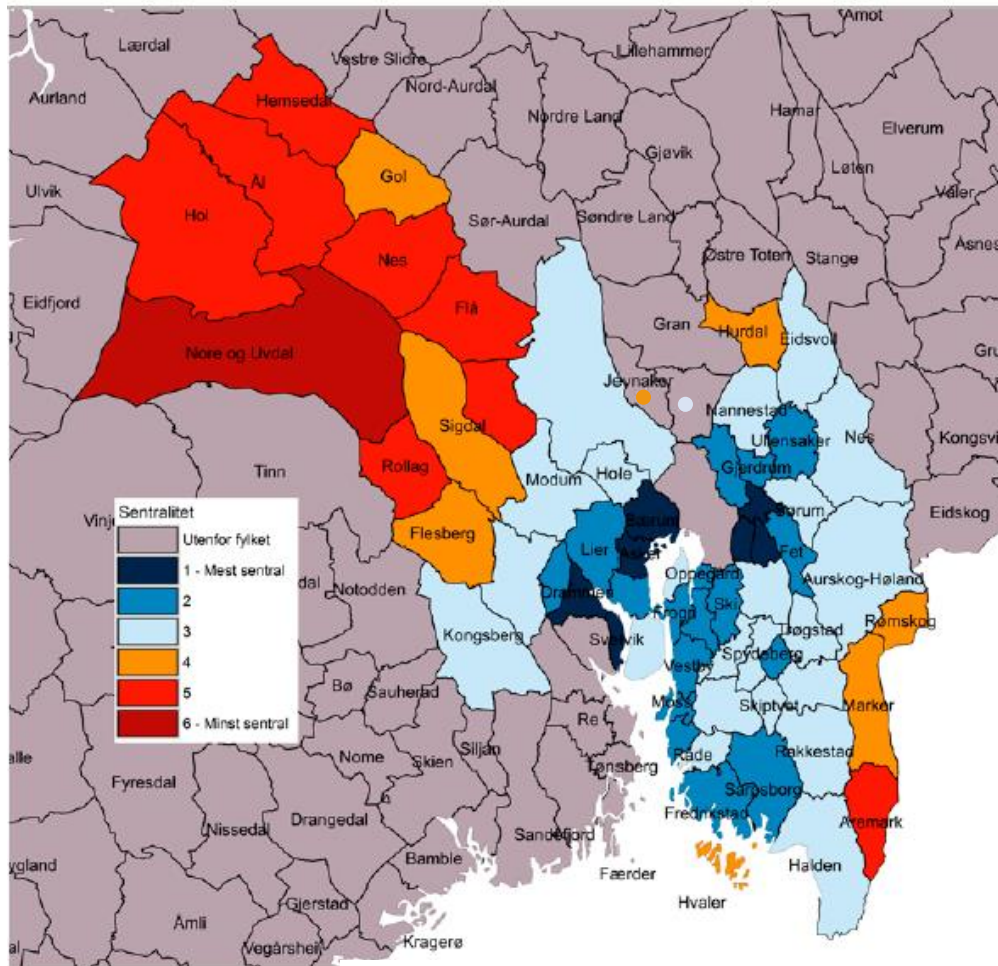 Lærdal
Vestre Slidre
Lillehammer
Åmot
Aurland
Hemsedal
Nord-Aurdal
Nordre Land
Hamar
Elverum
Gjøvik
Løten
Gol
Ål
Ulvik
Våler
Hol
Sør-Aurdal
Søndre Land
Nes
Østre Toten
Stange
Åsnes
Eidfjord
Flå
Gran
Hurdal
Eidsvoll
Nore og Uvdal
Jevnaker
Nannestad
Nes
Sigdal
Ullensaker
Kongsvi
Rollag
Modum
Hole
Gjerdrum
Tinn
Sentralitet
Vinje
Utenfor fylket
Flesberg
Bærum
Sørum
Eidskog
1 - Mest sentral
Lier
Asker
Fet
2
dal
Notodden
Drammen
Oppegård
Aurskog-Høland
3
Frogn
Ski
Rømskog
4
Kongsberg
Svelvik
Trøgstad
5
Vestby
Spydeberg
6 - Minst sentral
Bø
Sauherad
Moss
Skiptvet
Marker
Re
Råde
Rakkestad
elle
Nome
Skien
Siljan
Tønsberg
Fyresdal
Sarpsborg
Fredrikstad
Aremark
Nissedal
Drangedal
Sandefjord
ygland
Bamble
Halden
Færder
Hvaler
Gjerstad
Åmli
Kragerø
Vegårshei